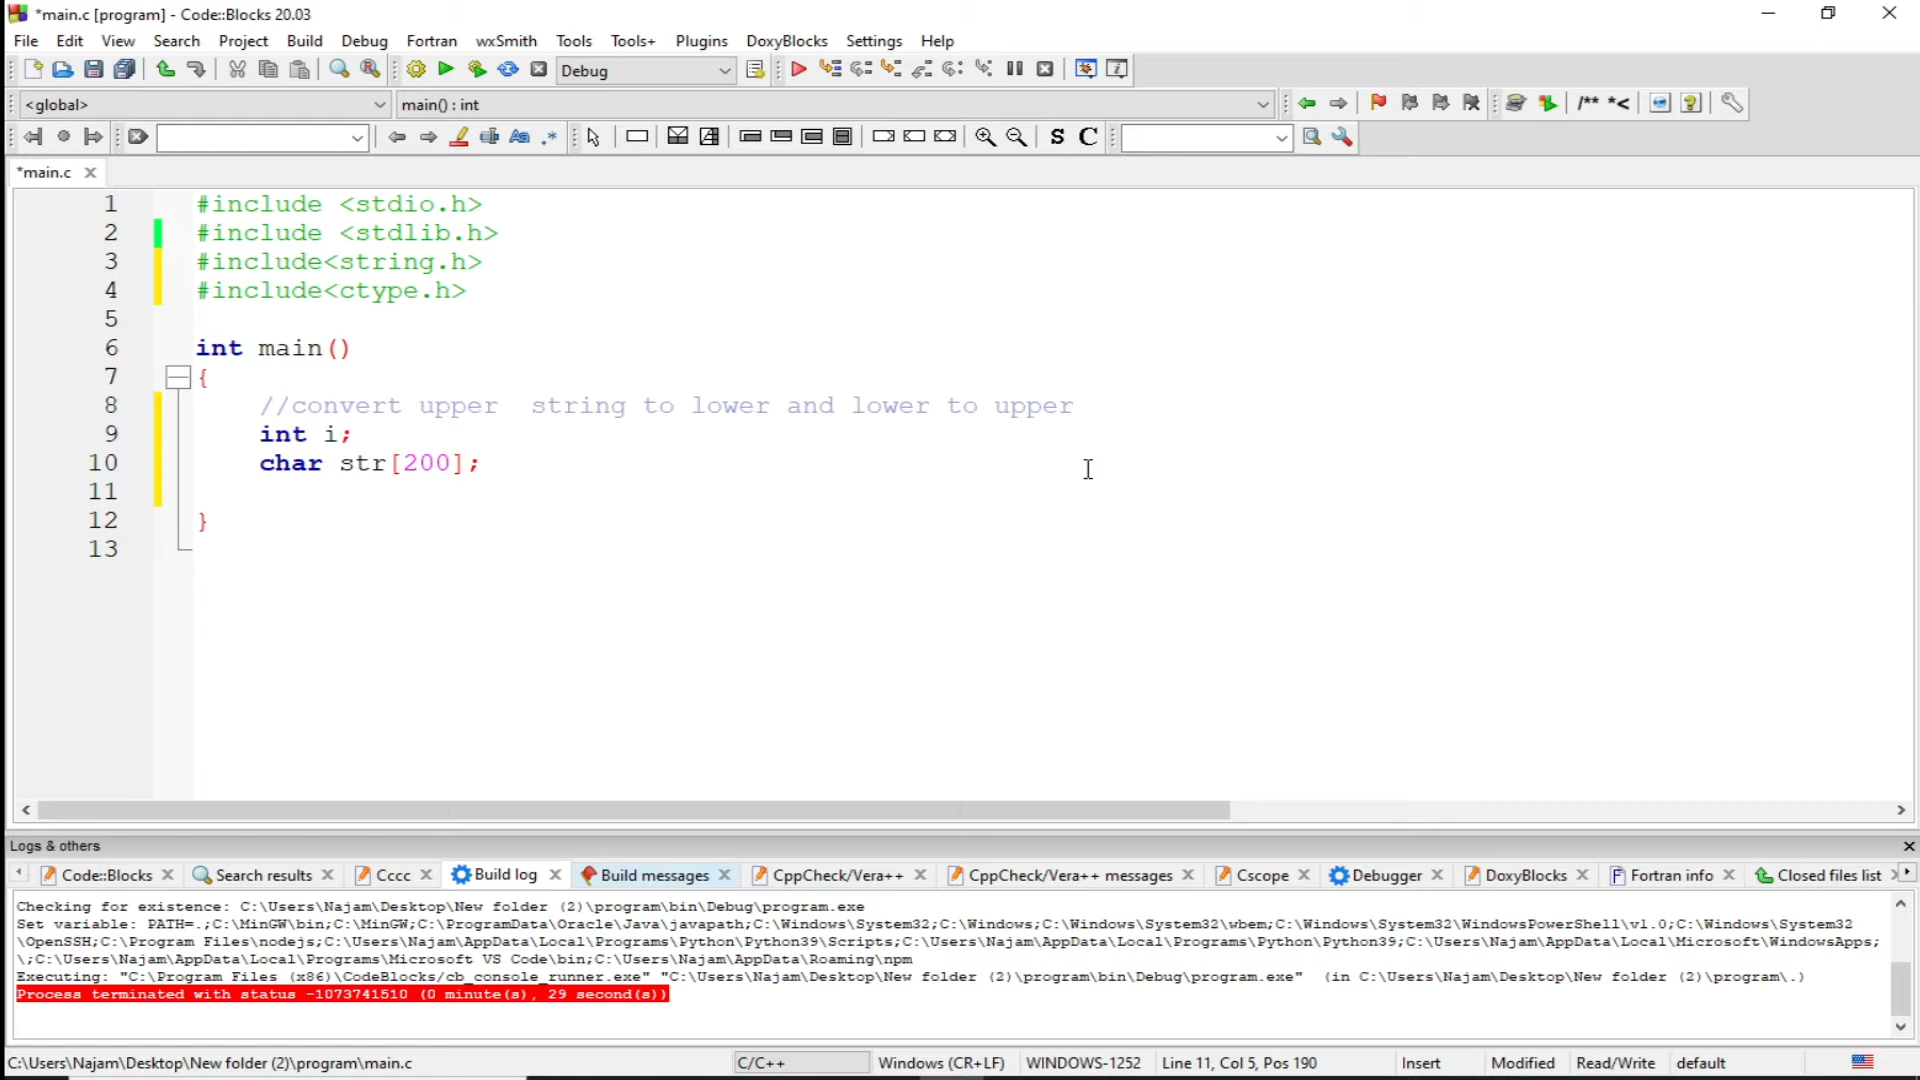 *main.c [program] - Code::Blocks 20.03
File Edit View Search Project Build Debug Fortran wxSmith Tools Tools+ Plugins DoxyBlocks Settings Help
Debug
<global> main() : int /** *<
S C
*main.c
1 #include <stdio.h>
2 #include <stdlib.h>
3 #include<string.h>
4 #include<ctype.h>
5
6 int main()
7 {
8 //convert upper  string to lower and lower to upper
9 int i;
10 char str[200];
11
12 }
13
Logs & others
Code::Blocks Search results Cccc Build log Build messages CppCheck/Vera++ CppCheck/Vera++ messages Cscope Debugger DoxyBlocks Fortran info Closed files list
Checking for existence: C:\Users\Najam\Desktop\New folder (2)\program\bin\Debug\program.exe
Set variable: PATH=.;C:\MinGW\bin;C:\MinGW;C:\ProgramData\Oracle\Java\javapath;C:\Windows\System32;C:\Windows;C:\Windows\System32\wbem;C:\Windows\System32\WindowsPowerShell\v1.0;C:\Windows\System32
\OpenSSH;C:\Program Files\nodejs;C:\Users\Najam\AppData\Local\Programs\Python\Python39\Scripts;C:\Users\Najam\AppData\Local\Programs\Python\Python39;C:\Users\Najam\AppData\Local\Microsoft\WindowsApps;
\;C:\Users\Najam\AppData\Local\Programs\Microsoft VS Code\bin;C:\Users\Najam\AppData\Roaming\npm
Executing: "C:\Program Files (x86)\CodeBlocks/cb_console_runner.exe" "C:\Users\Najam\Desktop\New folder (2)\program\bin\Debug\program.exe"  (in C:\Users\Najam\Desktop\New folder (2)\program\.)
Process terminated with status -1073741510 (0 minute(s), 29 second(s))
C:\Users\Najam\Desktop\New folder (2)\program\main.c C/C++ Windows (CR+LF) WINDOWS-1252 Line 11, Col 5, Pos 190 Insert Modified Read/Write default